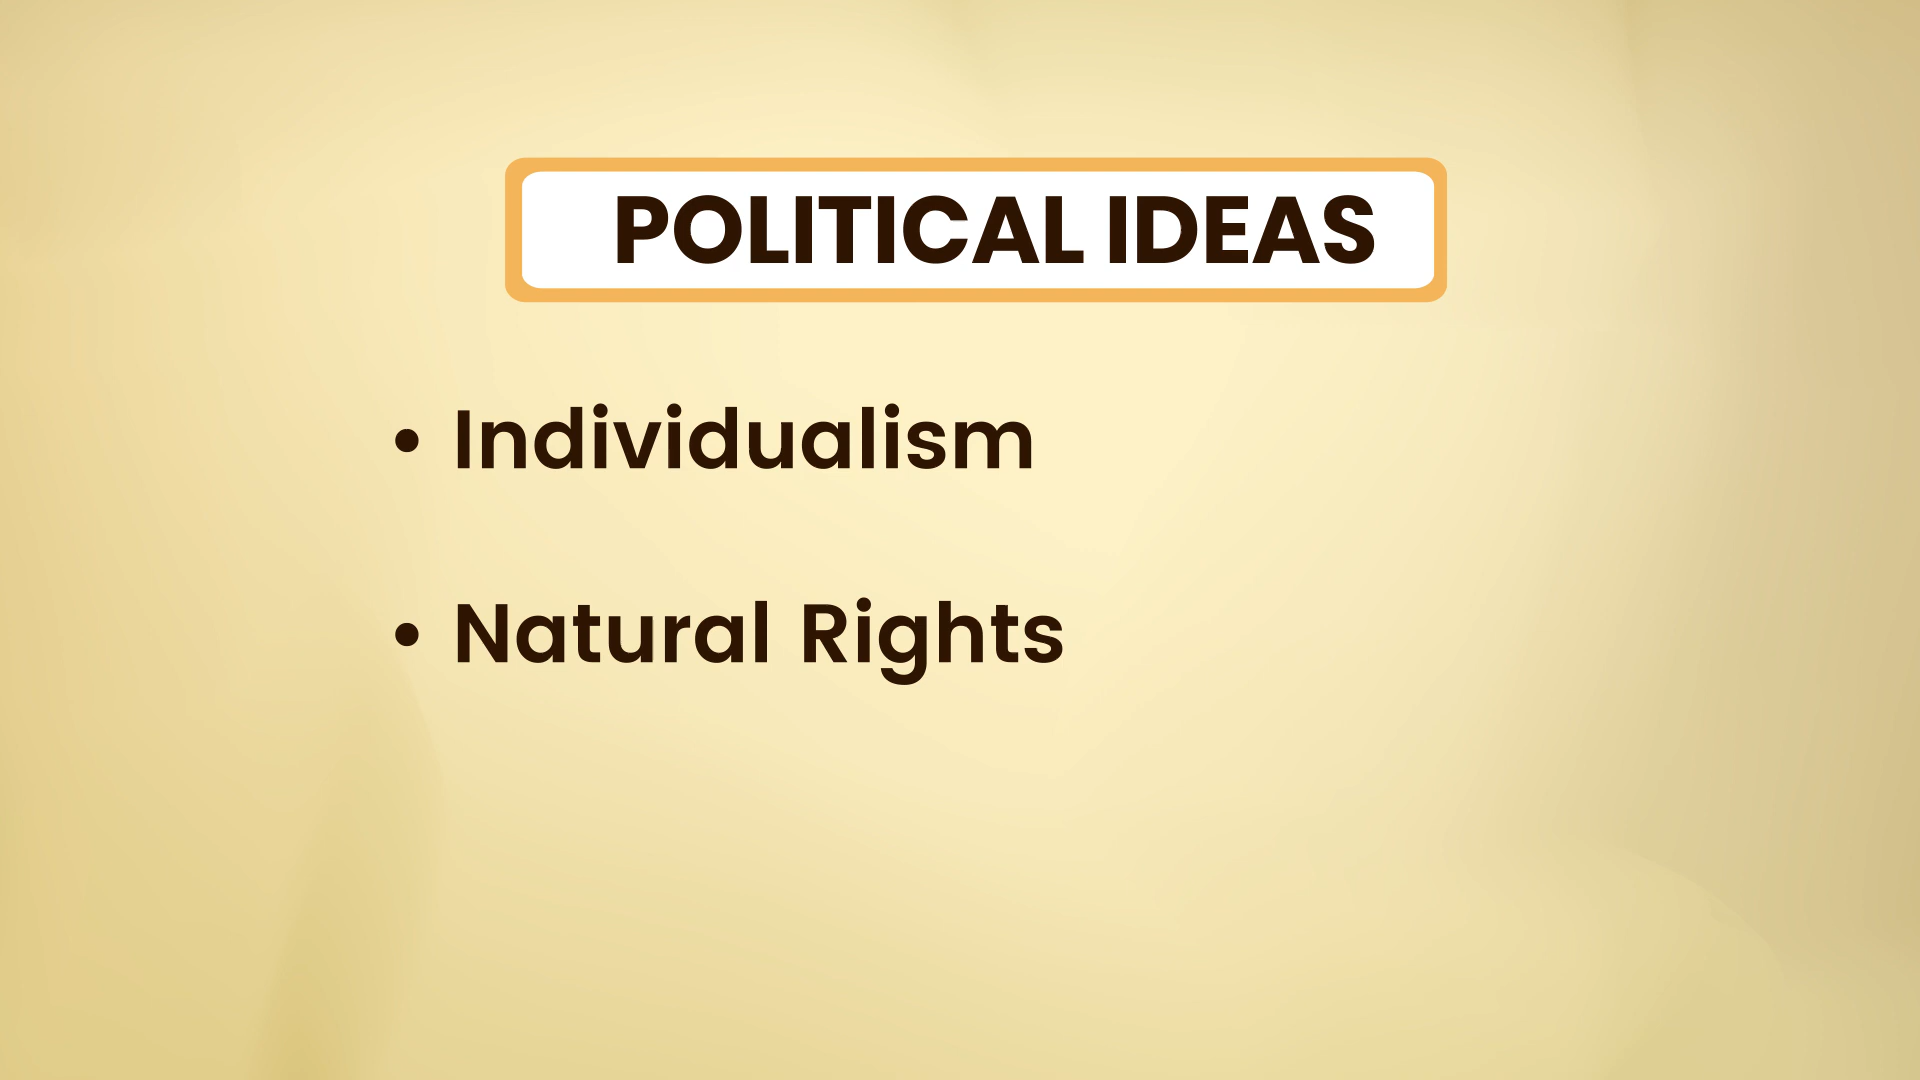 POLITICAL IDEAS
• Individualism
• Natural Rights